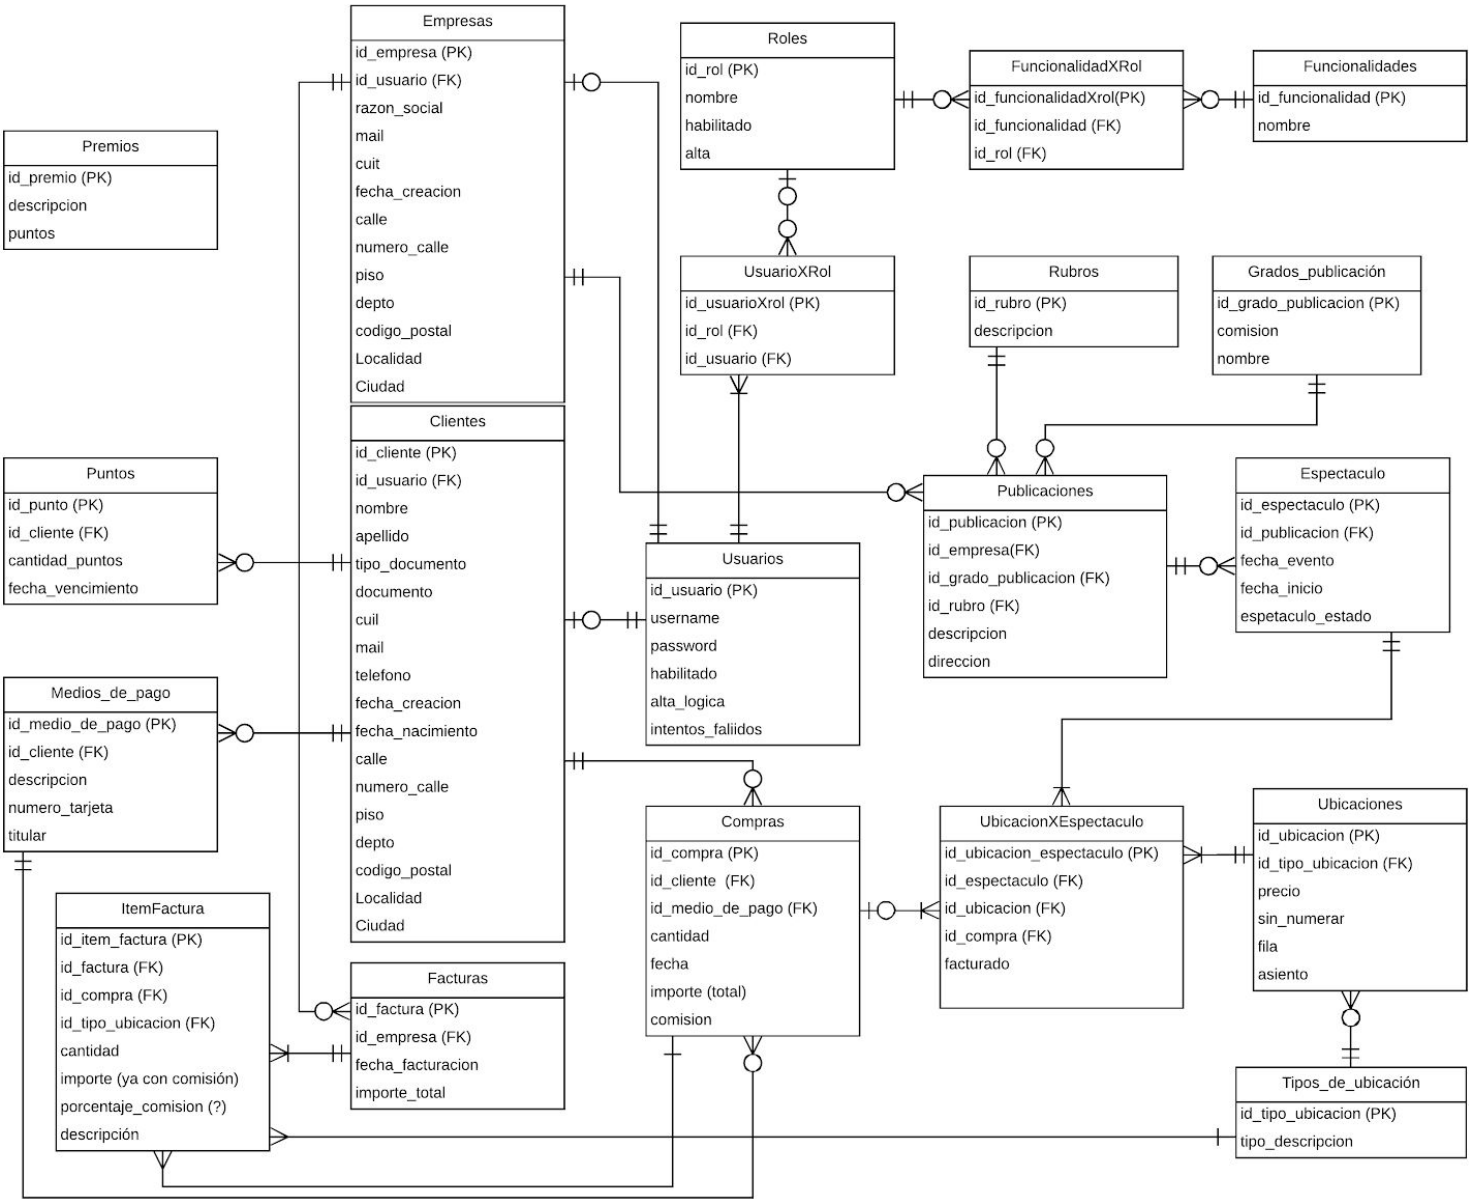 Empresas
id_empresa (PK)
id_usuario (FK)
razon_social
mail
cuit
fecha_creacion
calle
numero_calle
piso
depto
codigo_postal
Localidad
Ciudad
Roles
id_rol (PK)
nombre
habilitado
alta
FuncionalidadXRol
id_funcionalidadXrol(PK)
id_funcionalidad (FK)
id_rol (FK)
Funcionalidades
id_funcionalidad (PK)
nombre
Premios
id_premio (PK)
descripcion
puntos
UsuarioXRol
id_usuarioXrol (PK)
id_rol (FK)
id_usuario (FK)
Rubros
id_rubro (PK)
descripcion
Grados_publicación
id_grado_publicacion (PK)
comision
nombre
Clientes
id_cliente (PK)
id_usuario (FK)
nombre
apellido
tipo_documento
documento
cuil
mail
telefono
fecha_creacion
fecha_nacimiento
calle
numero_calle
piso
depto
codigo_postal
Localidad
Ciudad
Puntos
id_punto (PK)
id_cliente (FK)
cantidad_puntos
fecha_vencimiento
Usuarios
id_usuario (PK)
username
password
habilitado
alta_logica
intentos_faliidos
Publicaciones
id_publicacion (PK)
id_empresa(FK)
id_grado_publicacion (FK)
id_rubro (FK)
descripcion
direccion
Espectaculo
id_espectaculo (PK)
id_publicacion (FK)
fecha_evento
fecha_inicio
espetaculo_estado
Medios_de_pago
id_medio_de_pago (PK)
id_cliente (FK)
descripcion
numero_tarjeta
titular
Compras
id_compra (PK)
id_cliente (FK)
id_medio_de_pago (FK)
cantidad
fecha
importe (total)
comision
UbicacionXEspectaculo
id_ubicacion_espectaculo (PK)
id_espectaculo (FK)
id_ubicacion (FK)
id_compra (FK)
facturado
Ubicaciones
id_ubicacion (PK)
id_tipo_ubicacion (FK)
precio
sin_numerar
fila
asiento
ItemFactura
id_item_factura (PK)
id_factura (FK)
id_compra (FK)
id_tipo_ubicacion (FK)
cantidad
importe (ya con comisión)
porcentaje_comision (?)
descripción
Facturas
id_factura (PK)
id_empresa (FK)
fecha_facturacion
importe_total
Tipos_de_ubicación
id_tipo_ubicacion (PK)
tipo_descripcion